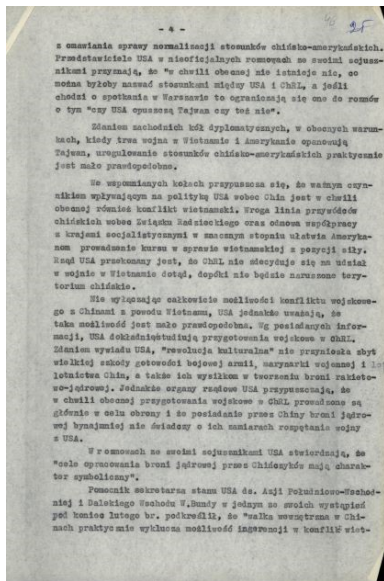 - 4 -
25
z omawiania sprawy normalizacji stosunków chińsko-amerykańskich.
Przedstawiciele USA w nieoficjalnych rozmowach ze swoimi sojusz-
nikami przyznają, że "w chwili obecnej nie istnieje nic, co
można byłoby nazwać stosunkami między USA i ChRL, a jeśli
chodzi o spotkania w Warszawie to ograniczają się one do rozmów
o tym "czy USA opuszczą Tajwan czy też nie".
Zdaniem zachodnich kół dyplomatycznych, w obecnych warun-
kach, kiedy trwa wojna w Wietnamie i Amerykanie opanowują
Tajwan, uregulowanie stosunków chińsko-amerykańskich praktycznie
jest mało prawdopodobne.
We wspomnianych kołach przypuszcza się, że ważnym czyn-
nikiem wpływającym na politykę USA wobec Chin jest w chwili
obecnej również konflikt wietnamski. Wroga linia przywódców
chińskich wobec Związku Radzieckiego oraz odmowa współpracy
z krajami socjalistycznymi w znacznym stopniu ułatwia Ameryka-
nom prowadzenie kursu w sprawie wietnamskiej z pozycji siły.
Rząd USA przekonany jest, że ChRL nie zdecyduje się na udział
w wojnie w Wietnamie dotąd, dopóki nie będzie naruszone tery-
torium chińskie.
Nie wyłączając całkowicie możliwości konfliktu wojskowe-
go z Chinami z powodu Wietnamu, USA jednakże uważają, że
taka możliwość jest mało prawdopodobna. Wg posiadanych infor-
macji, USA dokładnie studiują przygotowania wojskowe w ChRL.
Zdaniem wywiadu USA, "rewolucja kulturalna" nie przyniosła zbyt
wielkiej szkody gotowości bojowej armii, marynarki wojennej i
lotnictwa Chin, a także ich wysiłkom w tworzeniu broni rakieto-
wo-jądrowej. Jednakże organy rządowe USA przypuszczają, że
w chwili obecnej przygotowania wojskowe w ChRL prowadzone są
głównie w celu obrony i że posiadanie przez Chiny broni jądro-
wej bynajmniej nie świadczy o ich zamiarach rozpętania wojny
z USA.
W rozmowach ze swoimi sojusznikami USA stwierdzają, że
"cele opracowania broni jądrowej przez Chińczyków mają charak-
ter symboliczny".
Pomocnik sekretarza stanu USA ds. Azji Południowo-Wschod-
niej i Dalekiego Wschodu W.Bundy w jednym ze swoich wystąpień
pod koniec lutego br. podkreślił, że "walka wewnętrzna w Chi-
nach praktycznie wyklucza możliwość ingerencji w konflikt wiet-